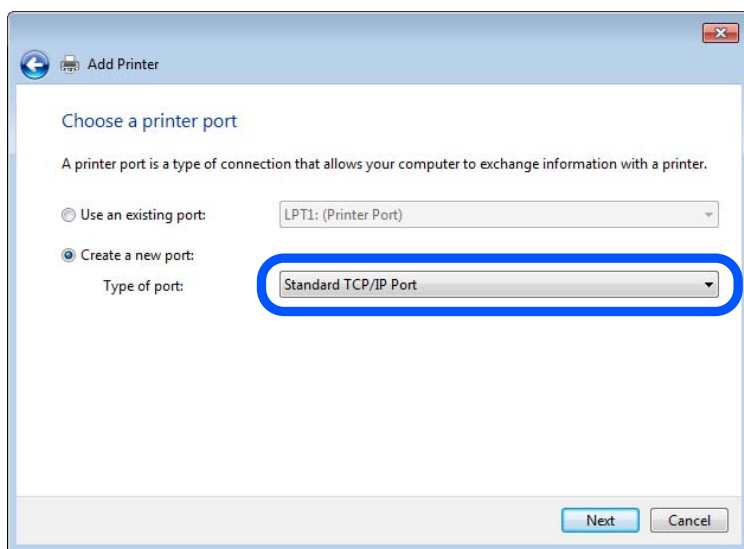 Add Printer
Choose a printer port
A printer port is a type of connection that allows your computer to exchange information with a printer.
Use an existing port: LPT1: (Printer Port)
Create a new port:
Type of port: Standard TCP/IP Port
Next Cancel